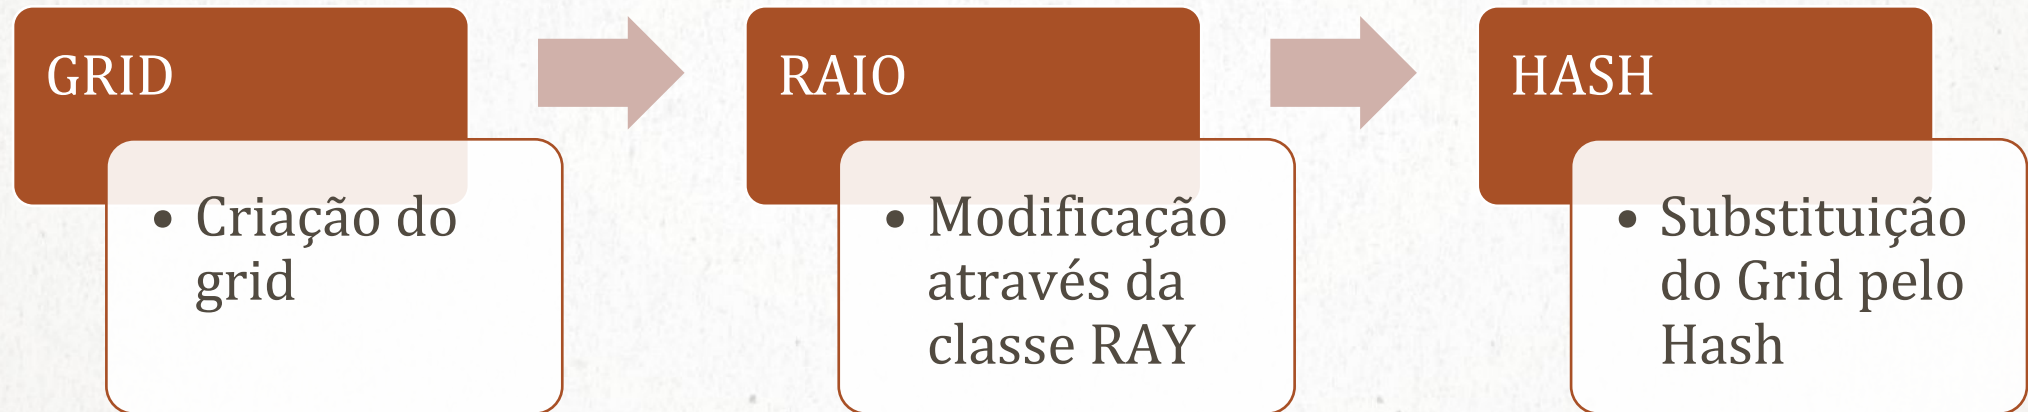 GRID
• Criação do
grid
RAIO
• Modificação
através da
classe RAY
HASH
• Substituição
do Grid pelo
Hash